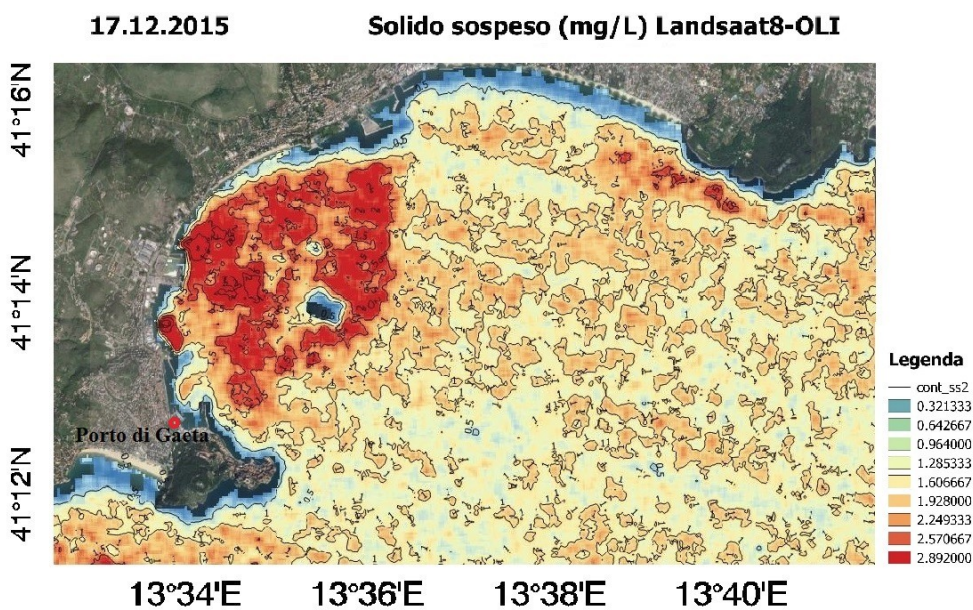 17.12.2015 Solido sospeso (mg/L) Landsaat8-OLI
41°16'N
41°14'N
41°12'N
Porto di Gaeta
Legenda
cont_ss2
0.321333
0.642667
0.964000
1.285333
1.606667
1.928000
2.249333
2.570667
2.892000
13°34'E 13°36'E 13°38'E 13°40'E